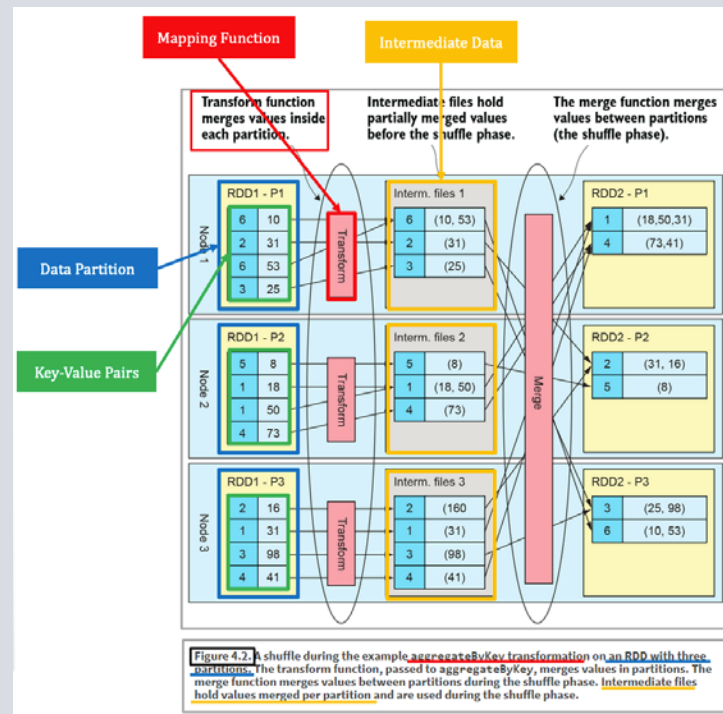 Mapping Function
Intermediate Data
Transform function
merges values inside
each partition.
Intermediate files hold
partially merged values
before the shuffle phase.
The merge function merges
values between partitions
(the shuffle phase).
Data Partition
Key-Value Pairs
Node 1
RDD1 - P1
6 10
2 31
6 53
3 25
Transform
Interm. files 1
6 (10, 53)
2 (31)
3 (25)
Merge
RDD2 - P1
1 (18,50,31)
4 (73,41)
Node 2
RDD1 - P2
5 8
1 18
1 50
4 73
Transform
Interm. files 2
5 (8)
1 (18, 50)
4 (73)
RDD2 - P2
2 (31, 16)
5 (8)
Node 3
RDD1 - P3
2 16
1 31
3 98
4 41
Transform
Interm. files 3
2 (160
1 (31)
3 (98)
4 (41)
RDD2 - P3
3 (25, 98)
6 (10, 53)
Figure 4.2. A shuffle during the example aggregateByKey transformation on an RDD with three
partitions. The transform function, passed to aggregateByKey, merges values in partitions. The
merge function merges values between partitions during the shuffle phase. Intermediate files
hold values merged per partition and are used during the shuffle phase.